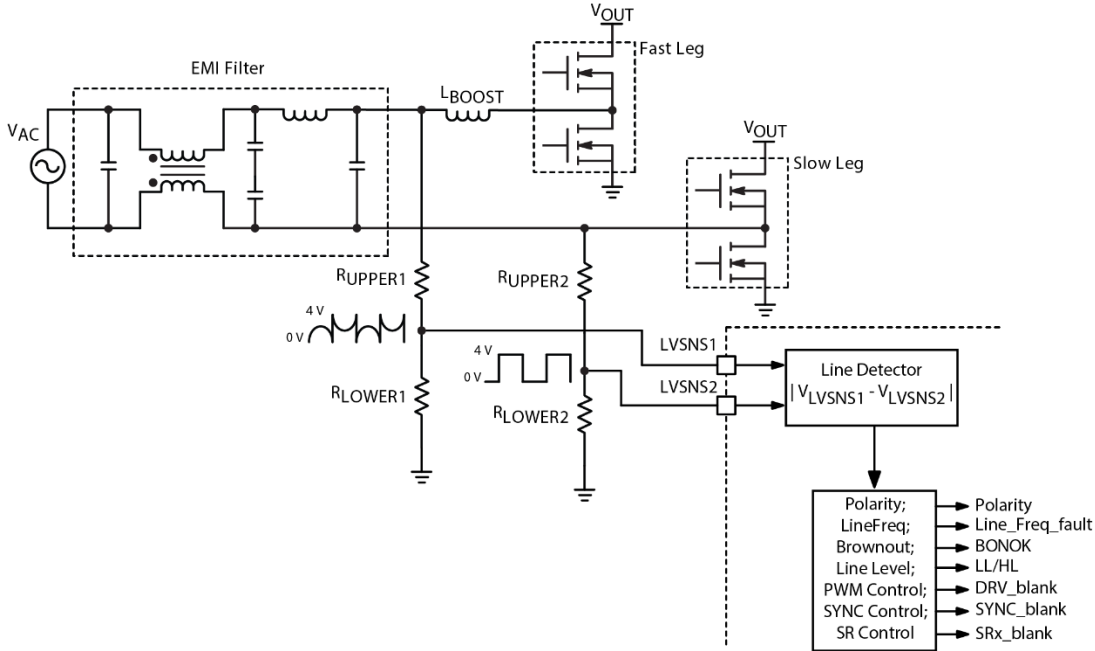 VOUT
Fast Leg
EMI Filter
LBOOST
VAC
VOUT
Slow Leg
RUPPER1
RUPPER2
4 V
0 V
LVSNS1
4 V
0 V
LVSNS2
Line Detector
| VLVSNS1 - VLVSNS2 |
RLOWER1
RLOWER2
Polarity; Polarity
LineFreq; Line_Freq_fault
Brownout; BONOK
Line Level; LL/HL
PWM Control; DRV_blank
SYNC Control; SYNC_blank
SR Control SRx_blank